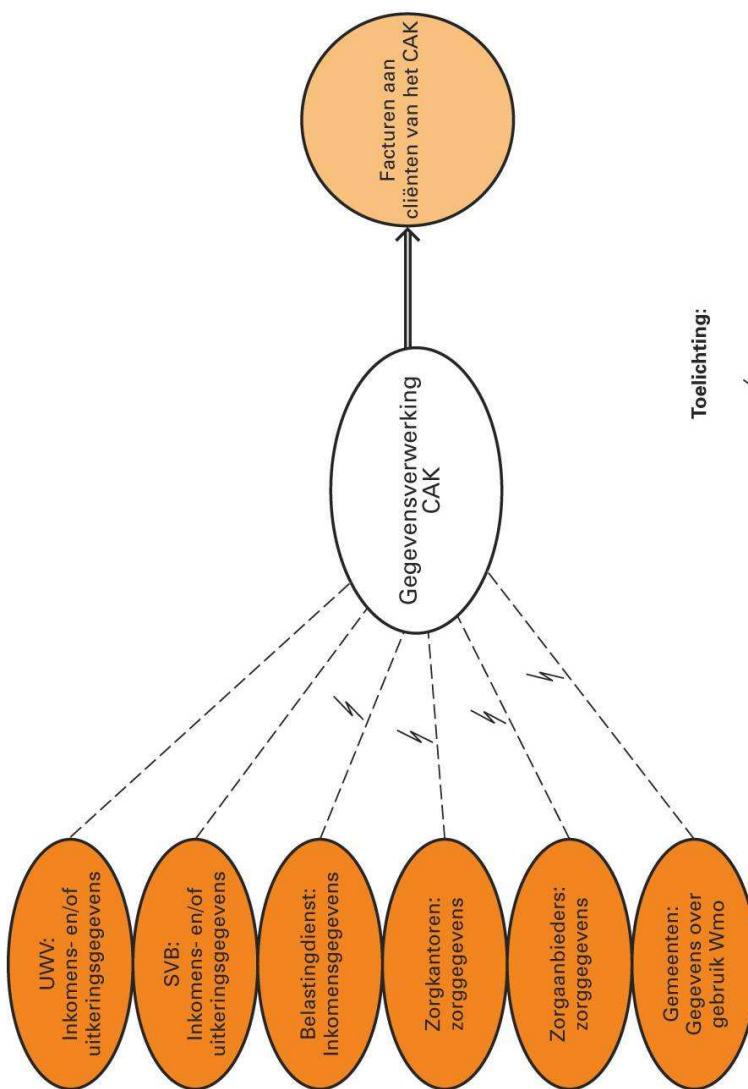 UWV:
Inkomens- en/of
uitkeringsgegevens
SVB:
Inkomens- en/of
uitkeringsgegevens
Belastingdienst:
Inkomensgegevens
Zorgkantoren:
zorggegevens
Zorgaanbieders:
zorggegevens
Gemeenten:
Gegevens over
gebruik Wmo
Gegevensverwerking
CAK
Facturen aan
cliënten van het CAK
Toelichting: